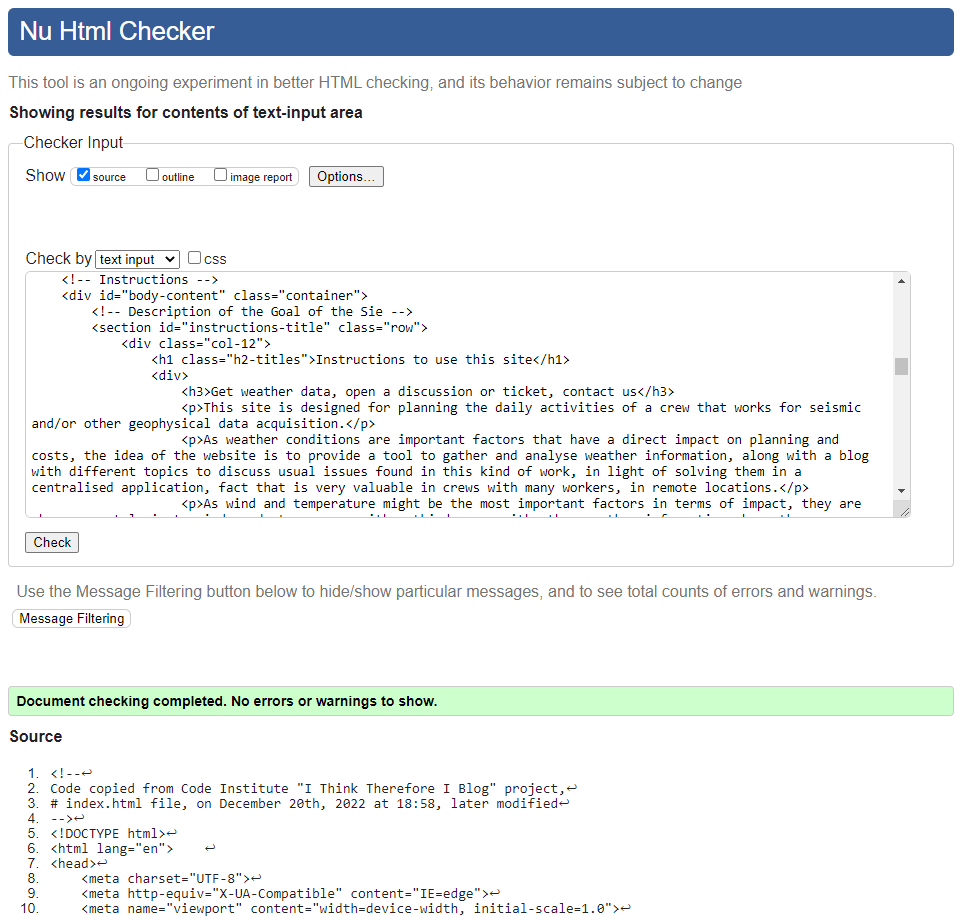 Nu Html Checker
This tool is an ongoing experiment in better HTML checking, and its behavior remains subject to change
Showing results for contents of text-input area
Checker Input
Show source outline image report Options...
Check by text input css
<!-- Instructions -->
<div id="body-content" class="container">
<!-- Description of the Goal of the Sie -->
<section id="instructions-title" class="row">
<div class="col-12">
<h1 class="h2-titles">Instructions to use this site</h1>
<div>
<h3>Get weather data, open a discussion or ticket, contact us</h3>
<p>This site is designed for planning the daily activities of a crew that works for seismic
and/or other geophysical data acquisition.</p>
<p>As weather conditions are important factors that have a direct impact on planning and
costs, the idea of the website is to provide a tool to gather and analyse weather information, along with a blog
with different topics to discuss usual issues found in this kind of work, in light of solving them in a
centralised application, fact that is very valuable in crews with many workers, in remote locations.</p>
<p>As wind and temperature might be the most important factors in terms of impact, they are
Check
Use the Message Filtering button below to hide/show particular messages, and to see total counts of errors and warnings.
Message Filtering
Document checking completed. No errors or warnings to show.
Source
1. <!--↩
2. Code copied from Code Institute "I Think Therefore I Blog" project,↩
3. # index.html file, on December 20th, 2022 at 18:58, later modified↩
4. -->↩
5. <!DOCTYPE html>↩
6. <html lang="en"> ↩
7. <head>↩
8. <meta charset="UTF-8">↩
9. <meta http-equiv="X-UA-Compatible" content="IE=edge">↩
10. <meta name="viewport" content="width=device-width, initial-scale=1.0">↩